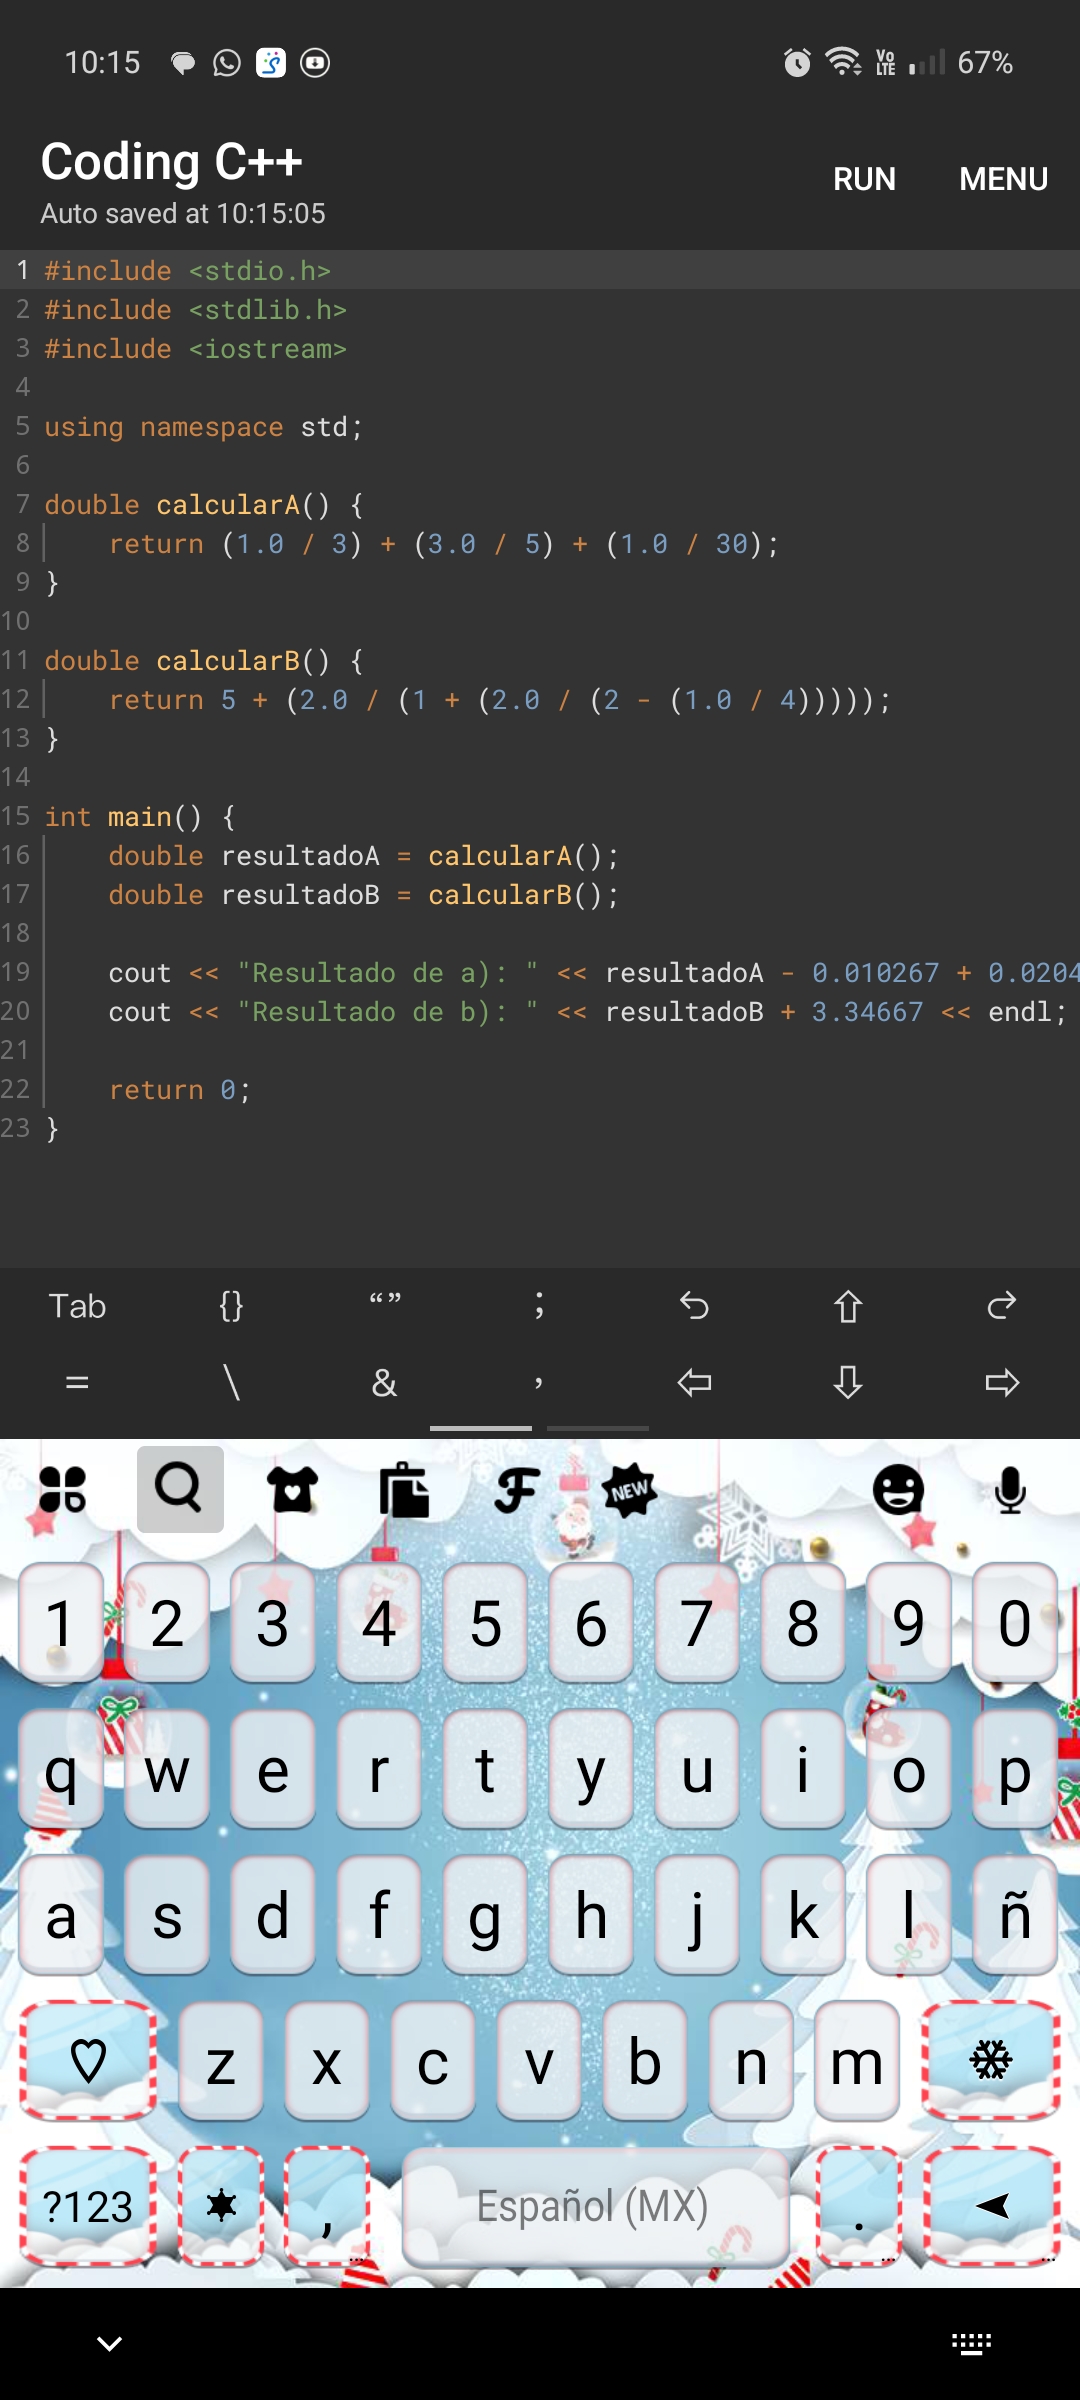 10:15 67%
Coding C++
RUN MENU
Auto saved at 10:15:05
1 #include <stdio.h>
2 #include <stdlib.h>
3 #include <iostream>
4
5 using namespace std;
6
7 double calcularA() {
8     return (1.0 / 3) + (3.0 / 5) + (1.0 / 30);
9 }
10
11 double calcularB() {
12     return 5 + (2.0 / (1 + (2.0 / (2 - (1.0 / 4)))));
13 }
14
15 int main() {
16     double resultadoA = calcularA();
17     double resultadoB = calcularB();
18
19     cout << "Resultado de a): " << resultadoA - 0.010267 + 0.0204
20     cout << "Resultado de b): " << resultadoB + 3.34667 << endl;
21
22     return 0;
23 }
Tab {} “” ;
= \ & ,
NEW
1 2 3 4 5 6 7 8 9 0
q w e r t y u i o p
a s d f g h j k l ñ
z x c v b n m
?123 , Español (MX) .